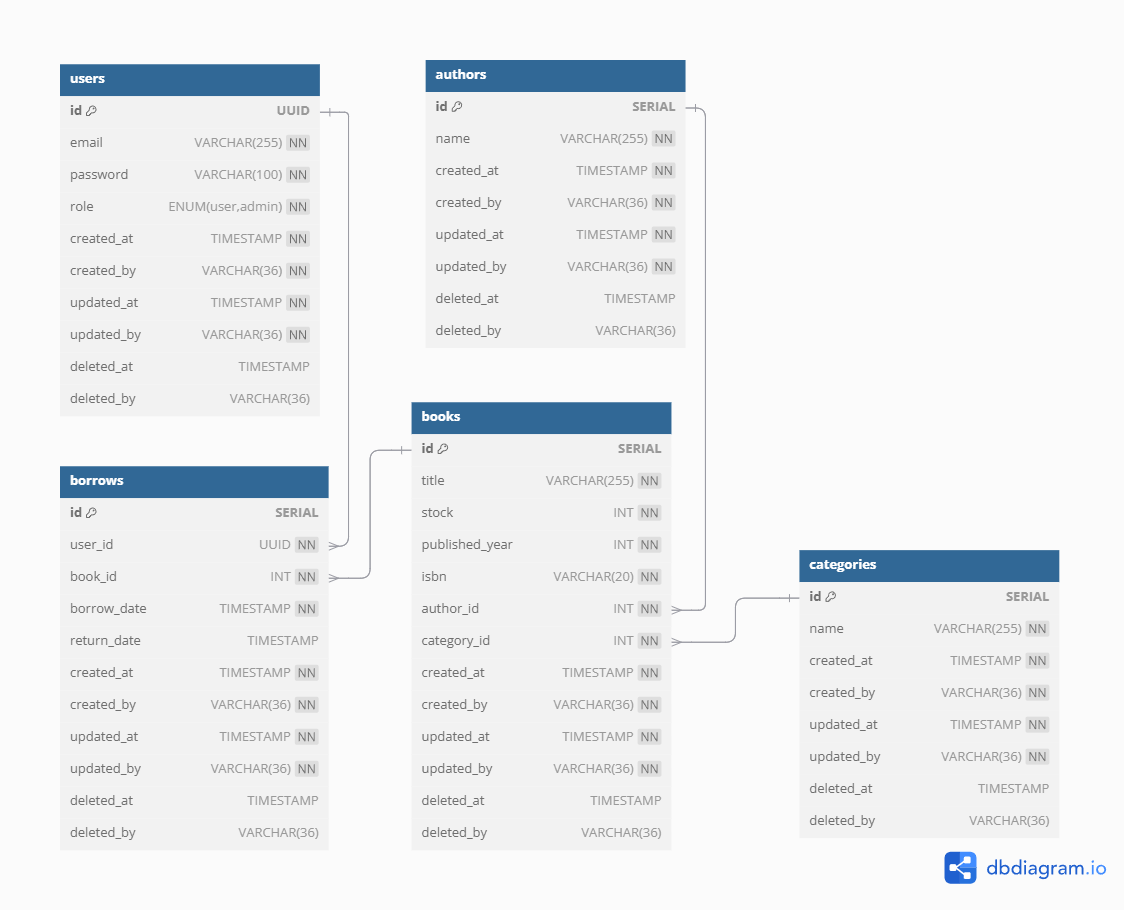 users
id UUID
email VARCHAR(255) NN
password VARCHAR(100) NN
role ENUM(user,admin) NN
created_at TIMESTAMP NN
created_by VARCHAR(36) NN
updated_at TIMESTAMP NN
updated_by VARCHAR(36) NN
deleted_at TIMESTAMP
deleted_by VARCHAR(36)
authors
id SERIAL
name VARCHAR(255) NN
created_at TIMESTAMP NN
created_by VARCHAR(36) NN
updated_at TIMESTAMP NN
updated_by VARCHAR(36) NN
deleted_at TIMESTAMP
deleted_by VARCHAR(36)
borrows
id SERIAL
user_id UUID NN
book_id INT NN
borrow_date TIMESTAMP NN
return_date TIMESTAMP
created_at TIMESTAMP NN
created_by VARCHAR(36) NN
updated_at TIMESTAMP NN
updated_by VARCHAR(36) NN
deleted_at TIMESTAMP
deleted_by VARCHAR(36)
books
id SERIAL
title VARCHAR(255) NN
stock INT NN
published_year INT NN
isbn VARCHAR(20) NN
author_id INT NN
category_id INT NN
created_at TIMESTAMP NN
created_by VARCHAR(36) NN
updated_at TIMESTAMP NN
updated_by VARCHAR(36) NN
deleted_at TIMESTAMP
deleted_by VARCHAR(36)
categories
id SERIAL
name VARCHAR(255) NN
created_at TIMESTAMP NN
created_by VARCHAR(36) NN
updated_at TIMESTAMP NN
updated_by VARCHAR(36) NN
deleted_at TIMESTAMP
deleted_by VARCHAR(36)
dbdiagram.io